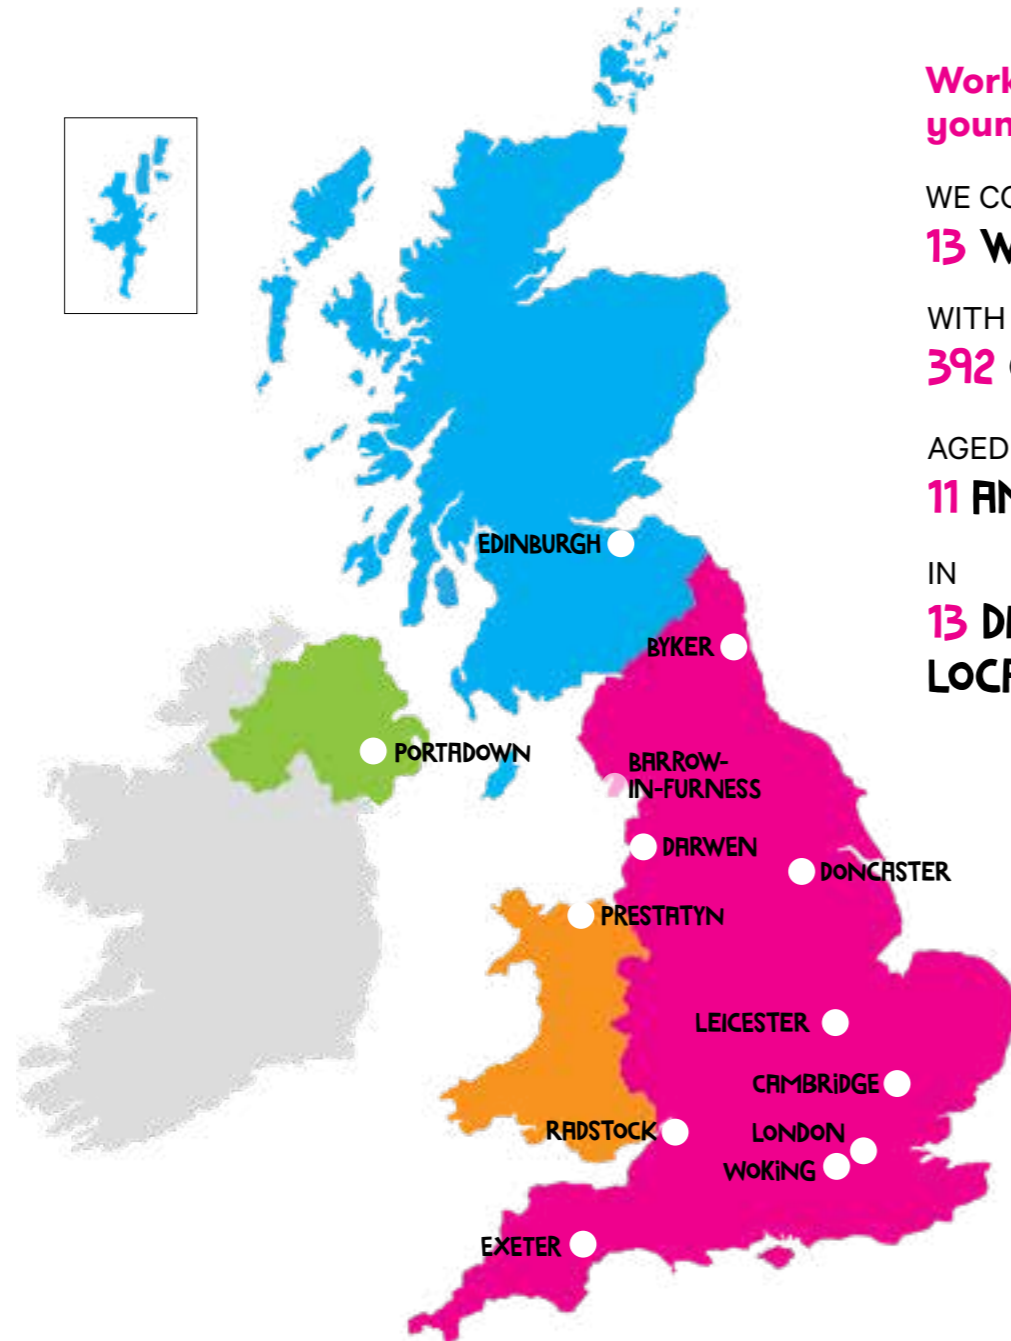 Work
youn
WE CO
13 W
WITH
392
AGED
11 AN
IN
13 DI
LOCA
EDINBURGH
BYKER
PORTADOWN
BARROW-
IN-FURNESS
DARWEN
DONCASTER
PRESTATYN
LEICESTER
CAMBRIDGE
RADSTOCK
LONDON
WOKING
EXETER